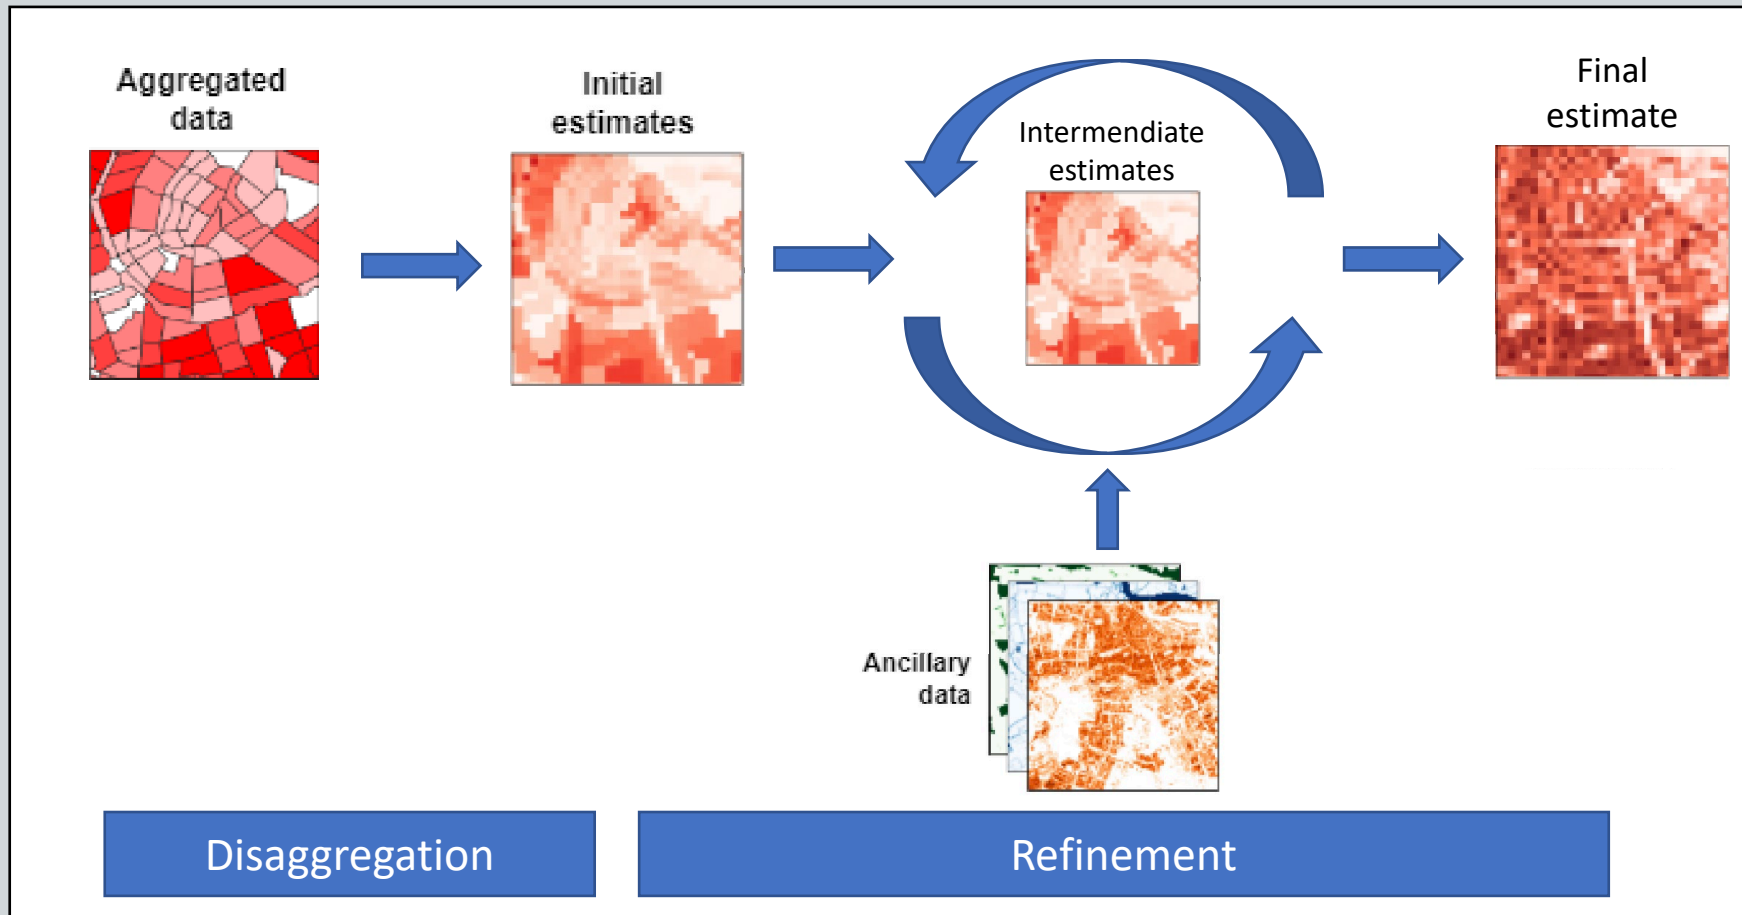 Aggregated
data
Initial
estimates
Intermendiate
estimates
Final
estimate
Ancillary
data
Disaggregation
Refinement